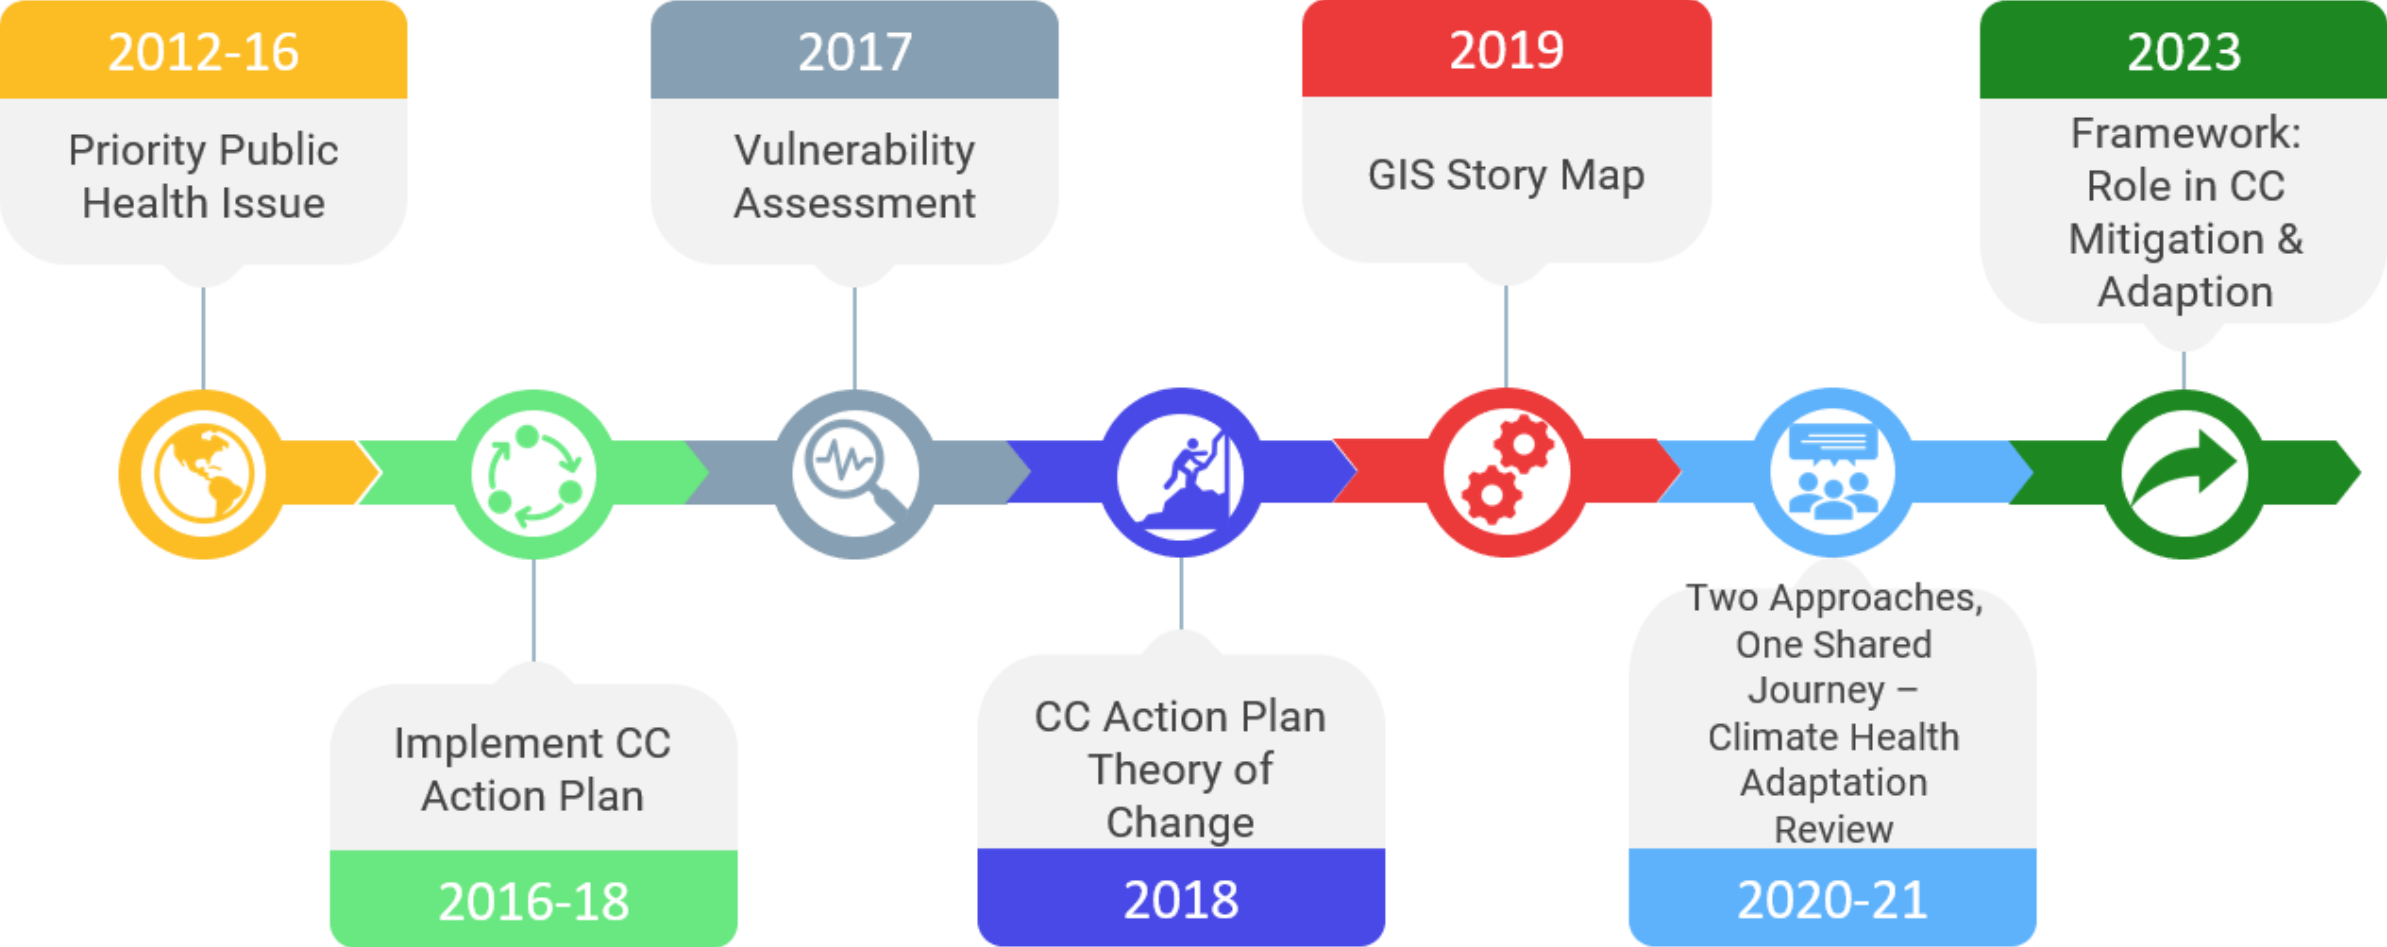 2012-16
Priority Public
Health Issue
Implement CC
Action Plan
2016-18
2017
Vulnerability
Assessment
CC Action Plan
Theory of
Change
2018
2019
GIS Story Map
Two Approaches,
One Shared
Journey –
Climate Health
Adaptation
Review
2020-21
2023
Framework:
Role in CC
Mitigation &
Adaption